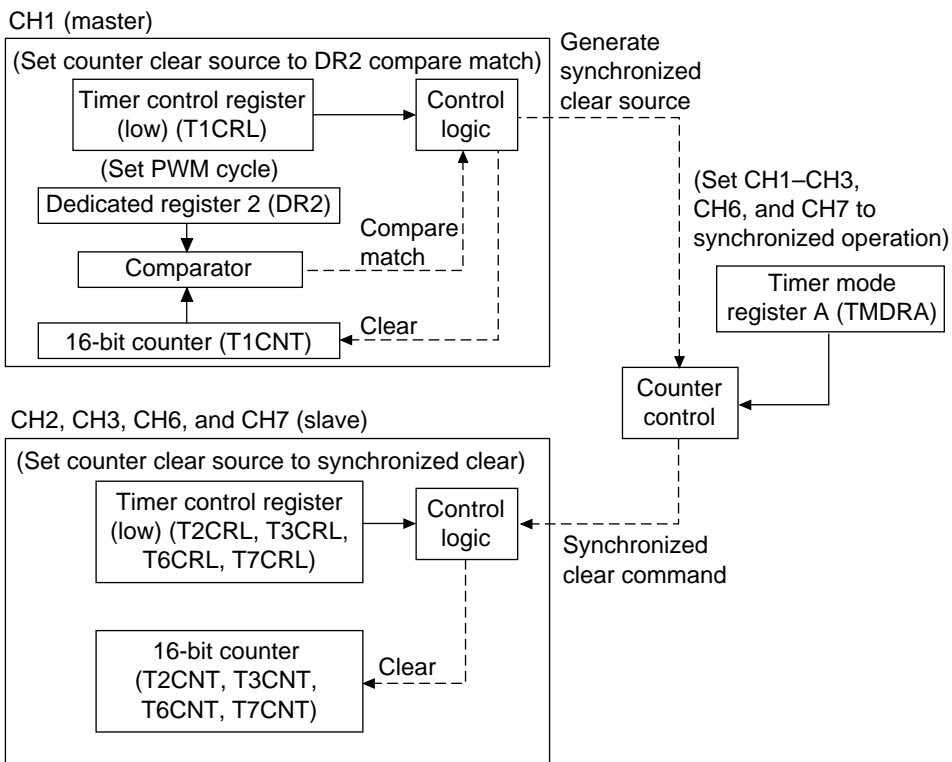 CH1 (master)
(Set counter clear source to DR2 compare match)
Timer control register
(low) (T1CRL)
Control
logic
Generate
synchronized
clear source
(Set PWM cycle)
Dedicated register 2 (DR2)
Compare
match
Comparator
16-bit counter (T1CNT)
Clear
(Set CH1–CH3,
CH6, and CH7 to
synchronized operation)
Timer mode
register A (TMDRA)
Counter
control
CH2, CH3, CH6, and CH7 (slave)
(Set counter clear source to synchronized clear)
Timer control register
(low) (T2CRL, T3CRL,
T6CRL, T7CRL)
Control
logic
Synchronized
clear command
16-bit counter
(T2CNT, T3CNT,
T6CNT, T7CNT)
Clear